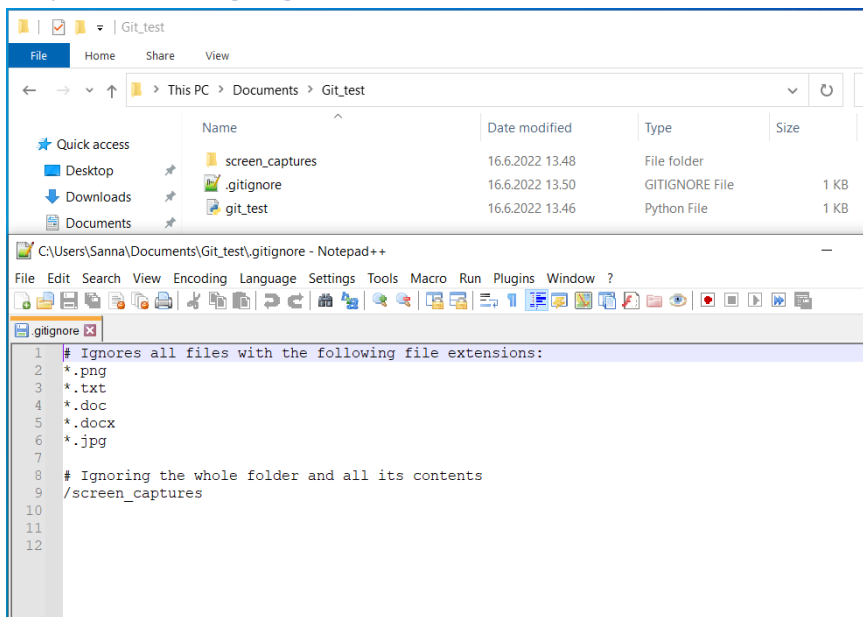 Git_test
File Home Share View
This PC > Documents > Git_test
Name Date modified Type Size
Quick access
Desktop
Downloads
Documents
screen_captures 16.6.2022 13.48 File folder
.gitignore 16.6.2022 13.50 GITIGNORE File 1 KB
git_test 16.6.2022 13.46 Python File 1 KB
C:\Users\Sanna\Documents\Git_test\.gitignore - Notepad++
File Edit Search View Encoding Language Settings Tools Macro Run Plugins Window ?
.gitignore
1 # Ignores all files with the following file extensions:
2 *.png
3 *.txt
4 *.doc
5 *.docx
6 *.jpg
7
8 # Ignoring the whole folder and all its contents
9 /screen_captures
10
11
12